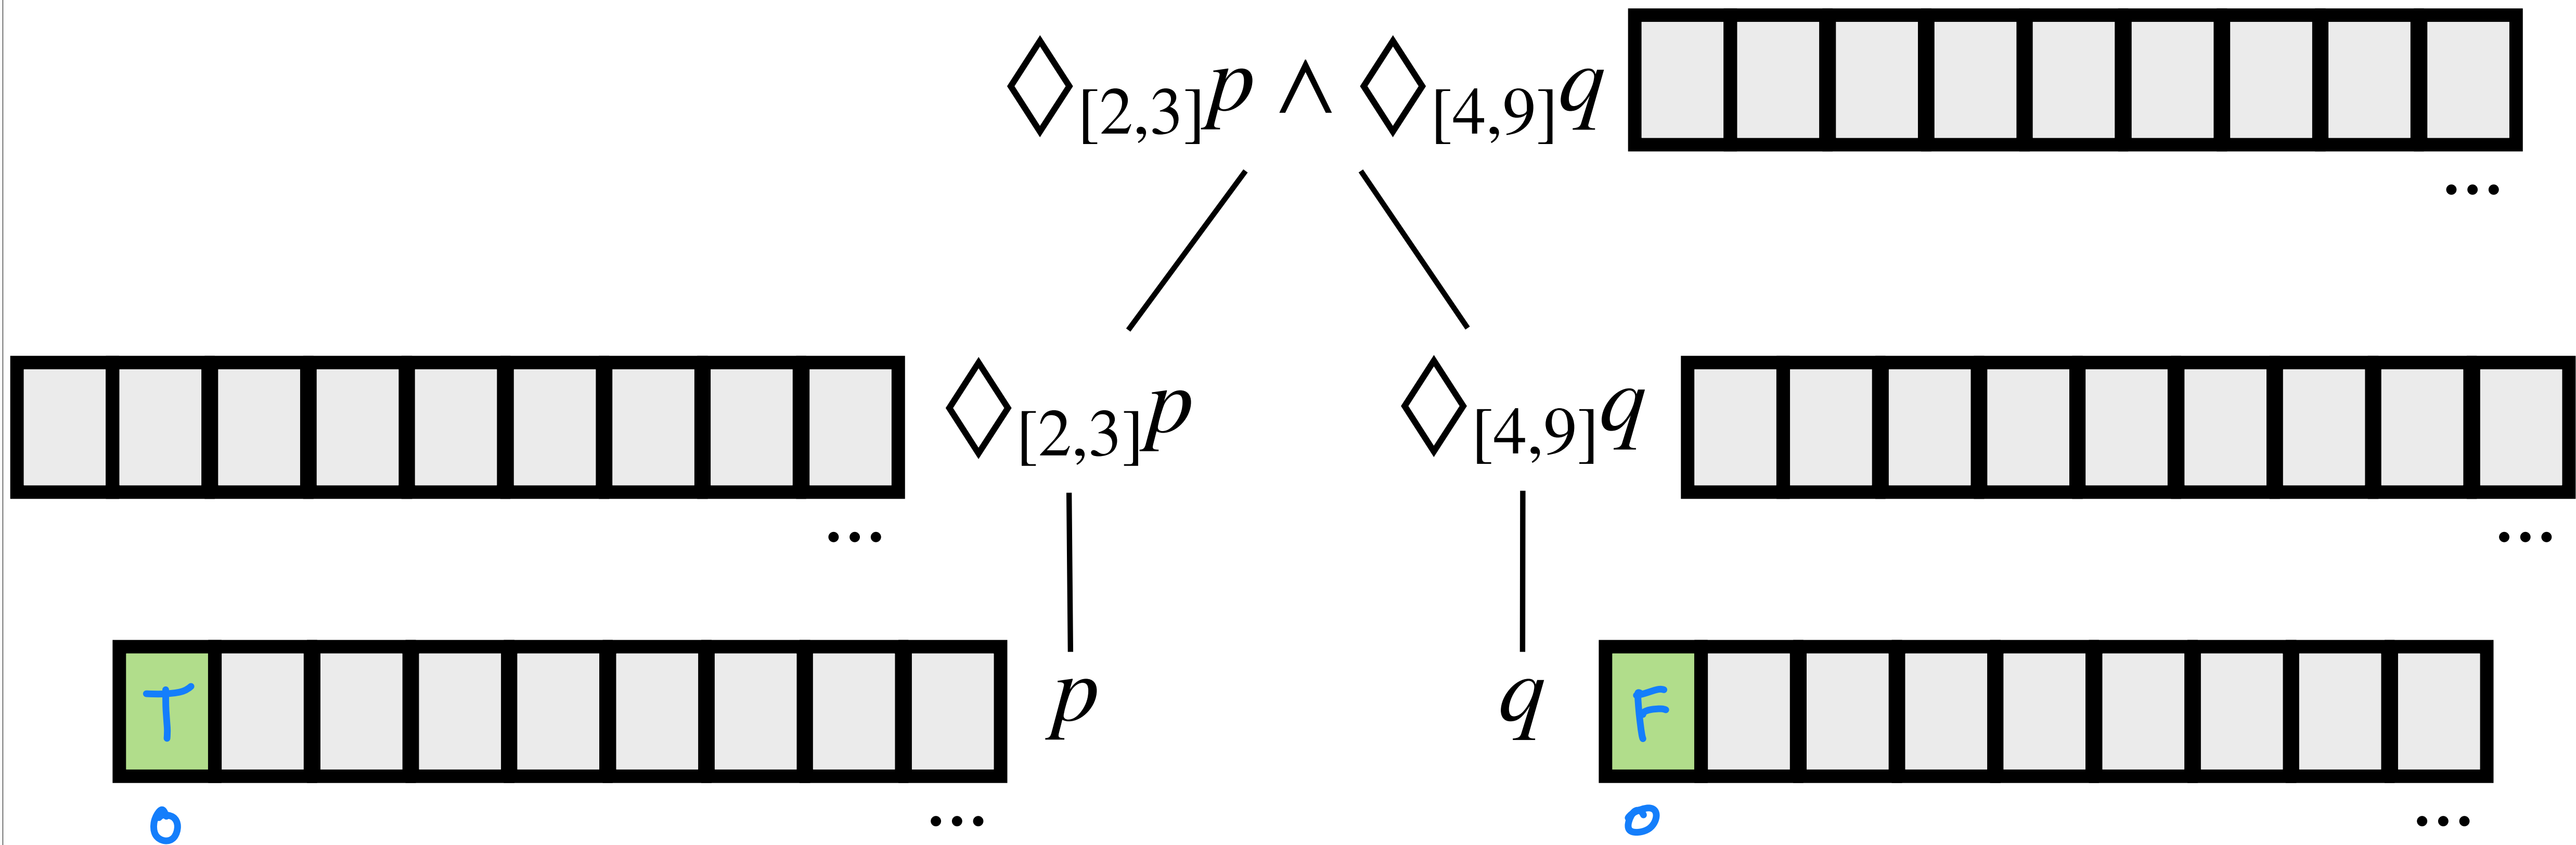 ◊[2,3]p ∧ ◊[4,9]q
...
◊[2,3]p ◊[4,9]q
... ...
T p q F
0 ... 0 ...